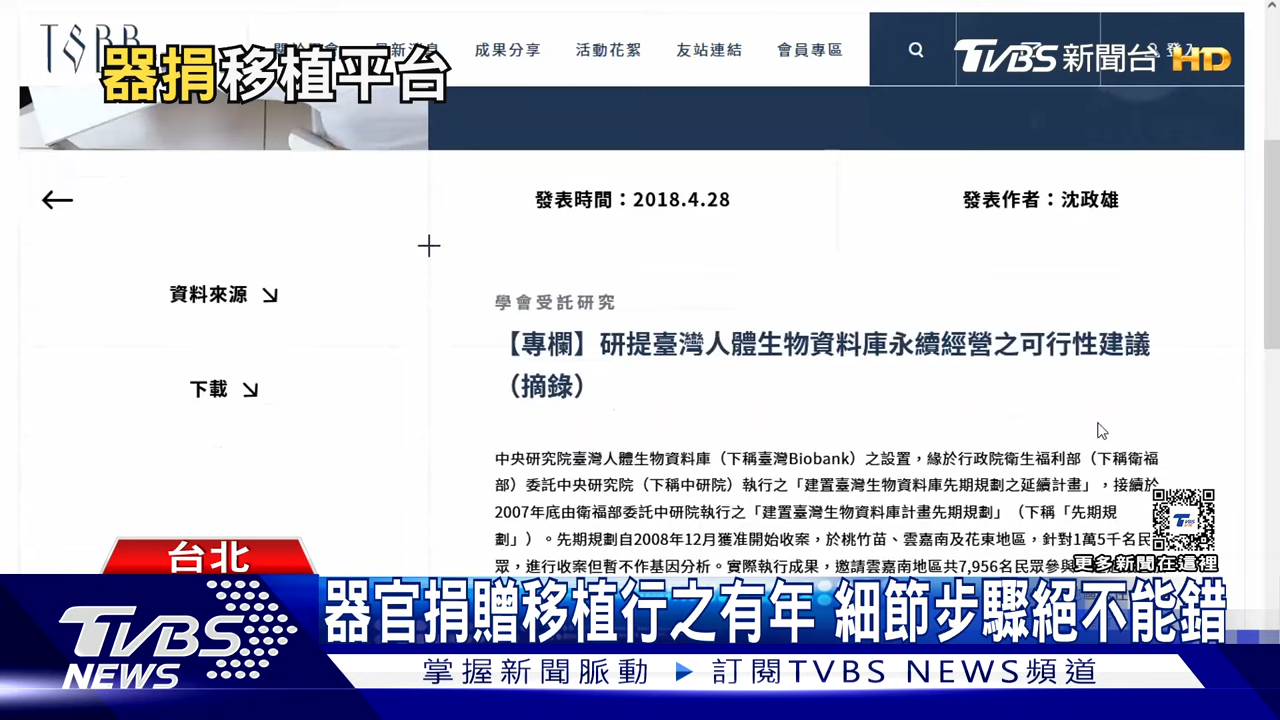 TSBB
器捐移植平台
成果分享
活動花絮
友站連結
會員專區
TVBS新聞台 HD
發表時間：2018.4.28
發表作者：沈政雄
資料來源
下載
學會受託研究
【專欄】研提臺灣人體生物資料庫永續經營之可行性建議
（摘錄）
中央研究院臺灣人體生物資料庫（下稱臺灣Biobank）之設置，緣於行政院衛生福利部（下稱衛福
部）委託中央研究院（下稱中研院）執行之「建置臺灣生物資料庫先期規劃之延續計畫」，接續於
2007年底由衛福部委託中研院執行之「建置臺灣生物資料庫計畫先期規劃」（下稱「先期規
劃」）。先期規劃自2008年12月獲准開始收案，於桃竹苗、雲嘉南及花東地區，針對1萬5千名民
眾，進行收案但暫不作基因分析。實際執行成果，邀請雲嘉南地區共7,956名民眾參與
更多新聞在這裡
台北
器官捐贈移植行之有年 細節步驟絕不能錯
TVBS NEWS
掌握新聞脈動 訂閱TVBS NEWS頻道